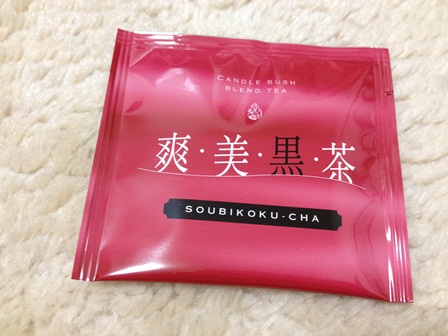 CANDLE BUSH
BLEND TEA
爽・美・黒・茶
SOUBIKOKU-CHA